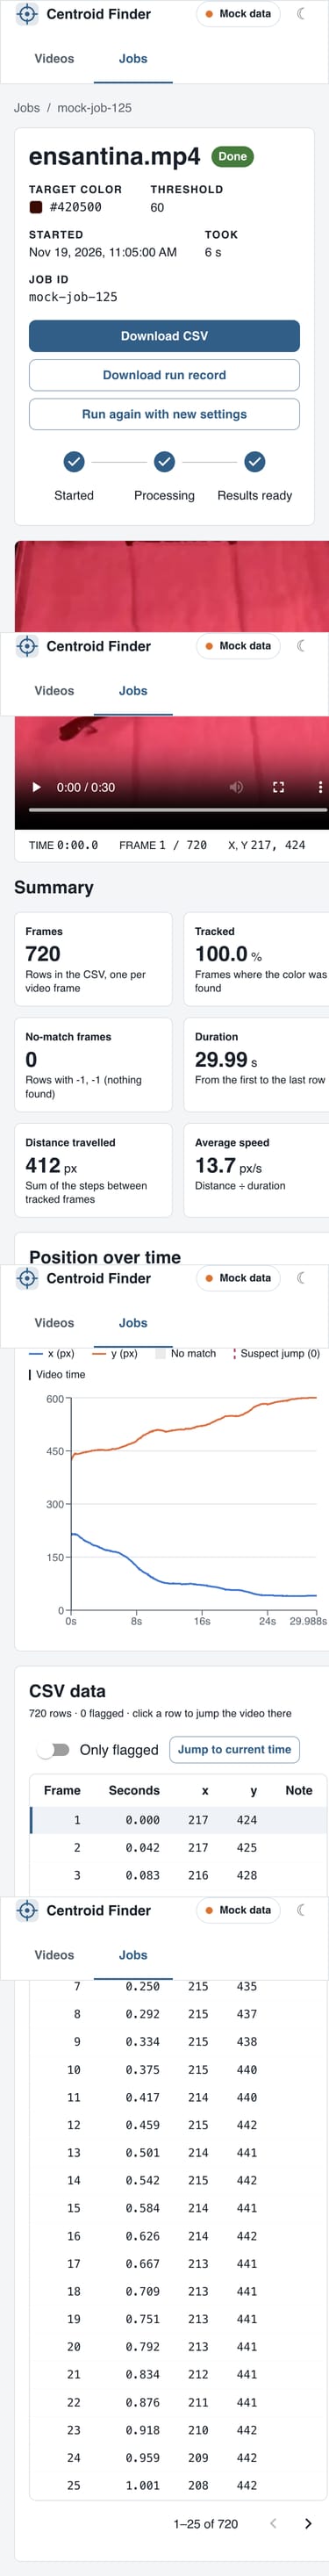 Centroid Finder Mock data
Videos Jobs
Jobs / mock-job-125
ensantina.mp4 Done
TARGET COLOR THRESHOLD
#420500 60
STARTED TOOK
Nov 19, 2026, 11:05:00 AM 6 s
JOB ID
mock-job-125
Download CSV
Download run record
Run again with new settings
Started Processing Results ready
Centroid Finder Mock data
Videos Jobs
0:00 / 0:30
TIME 0:00.0 FRAME 1 / 720 X, Y 217, 424
Summary
Frames Tracked
720 100.0 %
Rows in the CSV, one per Frames where the color was
video frame found
No-match frames Duration
0 29.99 s
Rows with -1, -1 (nothing From the first to the last row
found)
Distance travelled Average speed
412 px 13.7 px/s
Sum of the steps between Distance ÷ duration
tracked frames
Position over time
Centroid Finder Mock data
Videos Jobs
x (px) y (px) No match Suspect jump (0)
Video time
600
450
300
150
0
0s 8s 16s 24s 29.988s
CSV data
720 rows · 0 flagged · click a row to jump the video there
Only flagged Jump to current time
Frame Seconds x y Note
1 0.000 217 424
2 0.042 217 425
3 0.083 216 428
Centroid Finder Mock data
Videos Jobs
7 0.250 215 435
8 0.292 215 437
9 0.334 215 438
10 0.375 215 440
11 0.417 214 440
12 0.459 215 442
13 0.501 214 441
14 0.542 215 442
15 0.584 214 441
16 0.626 214 442
17 0.667 213 441
18 0.709 213 441
19 0.751 213 441
20 0.792 213 441
21 0.834 212 441
22 0.876 211 441
23 0.918 210 442
24 0.959 209 442
25 1.001 208 442
1–25 of 720